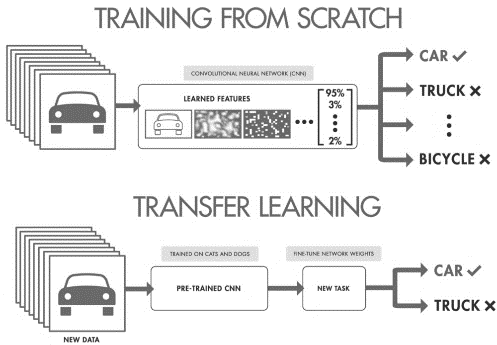 TRAINING FROM SCRATCH
CONVOLUTIONAL NEURAL NETWORK (CNN)
LEARNED FEATURES
95%
3%
2%
CAR ✓
TRUCK ✕
BICYCLE ✕
TRANSFER LEARNING
TRAINED ON CATS AND DOGS
FINE-TUNE NETWORK WEIGHTS
PRE-TRAINED CNN
NEW TASK
CAR ✓
TRUCK ✕
NEW DATA